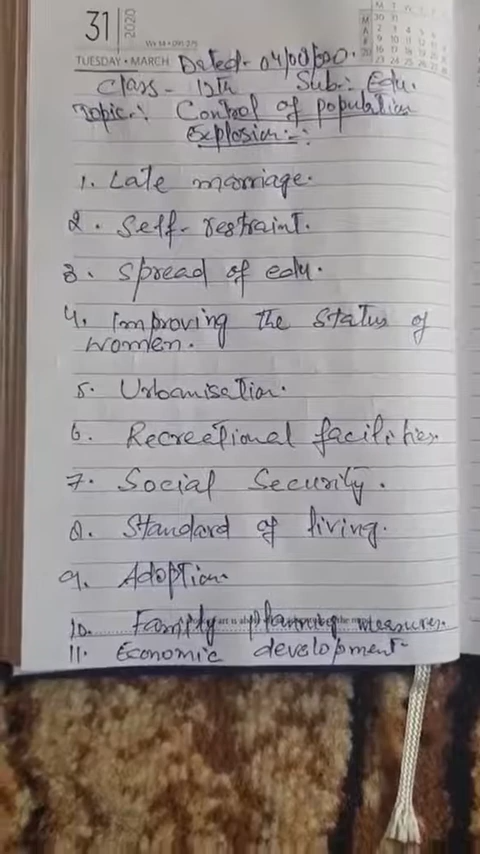 31
2020
TUESDAY • MARCH
Dated- 04/08/020.
Class- 12th Sub:- Edu.
Topic:- Control of population
Explosion:-
1. Late marriage.
2. Self-restraint.
3. Spread of edu.
4. Improving the status of
women.
5. Urbanisation.
6. Recreational facilities.
7. Social Security.
8. Standard of living.
9. Adoption.
10. Family planning measures.
11. Economic development